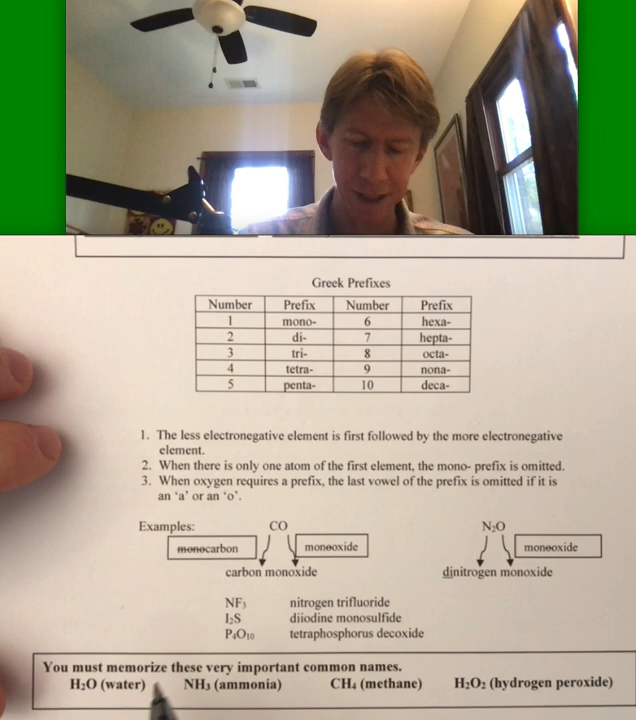 Greek Prefixes
Number Prefix Number Prefix
1 mono- 6 hexa-
2 di- 7 hepta-
3 tri- 8 octa-
4 tetra- 9 nona-
5 penta- 10 deca-
1. The less electronegative element is first followed by the more electronegative
element.
2. When there is only one atom of the first element, the mono- prefix is omitted.
3. When oxygen requires a prefix, the last vowel of the prefix is omitted if it is
an ‘a’ or an ‘o’.
Examples: CO N₂O
monocarbon monooxide monooxide
carbon monoxide dinitrogen monoxide
NF₃ nitrogen trifluoride
I₂S diiodine monosulfide
P₄O₁₀ tetraphosphorus decoxide
You must memorize these very important common names.
H₂O (water) NH₃ (ammonia) CH₄ (methane) H₂O₂ (hydrogen peroxide)